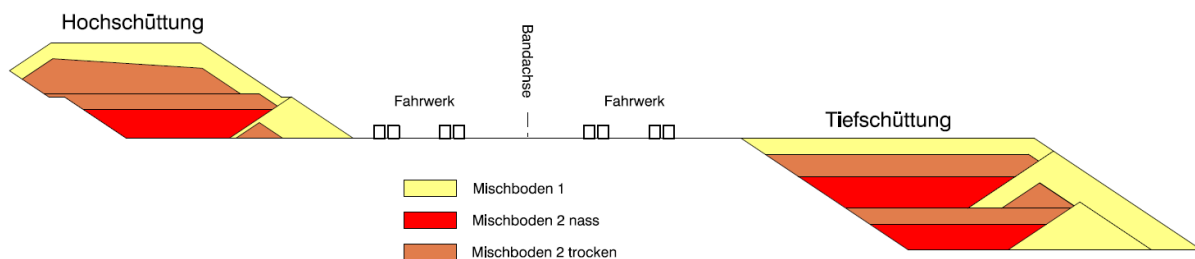 Hochschüttung
Bandachse
Fahrwerk
Fahrwerk
Tiefschüttung
Mischboden 1
Mischboden 2 nass
Mischboden 2 trocken